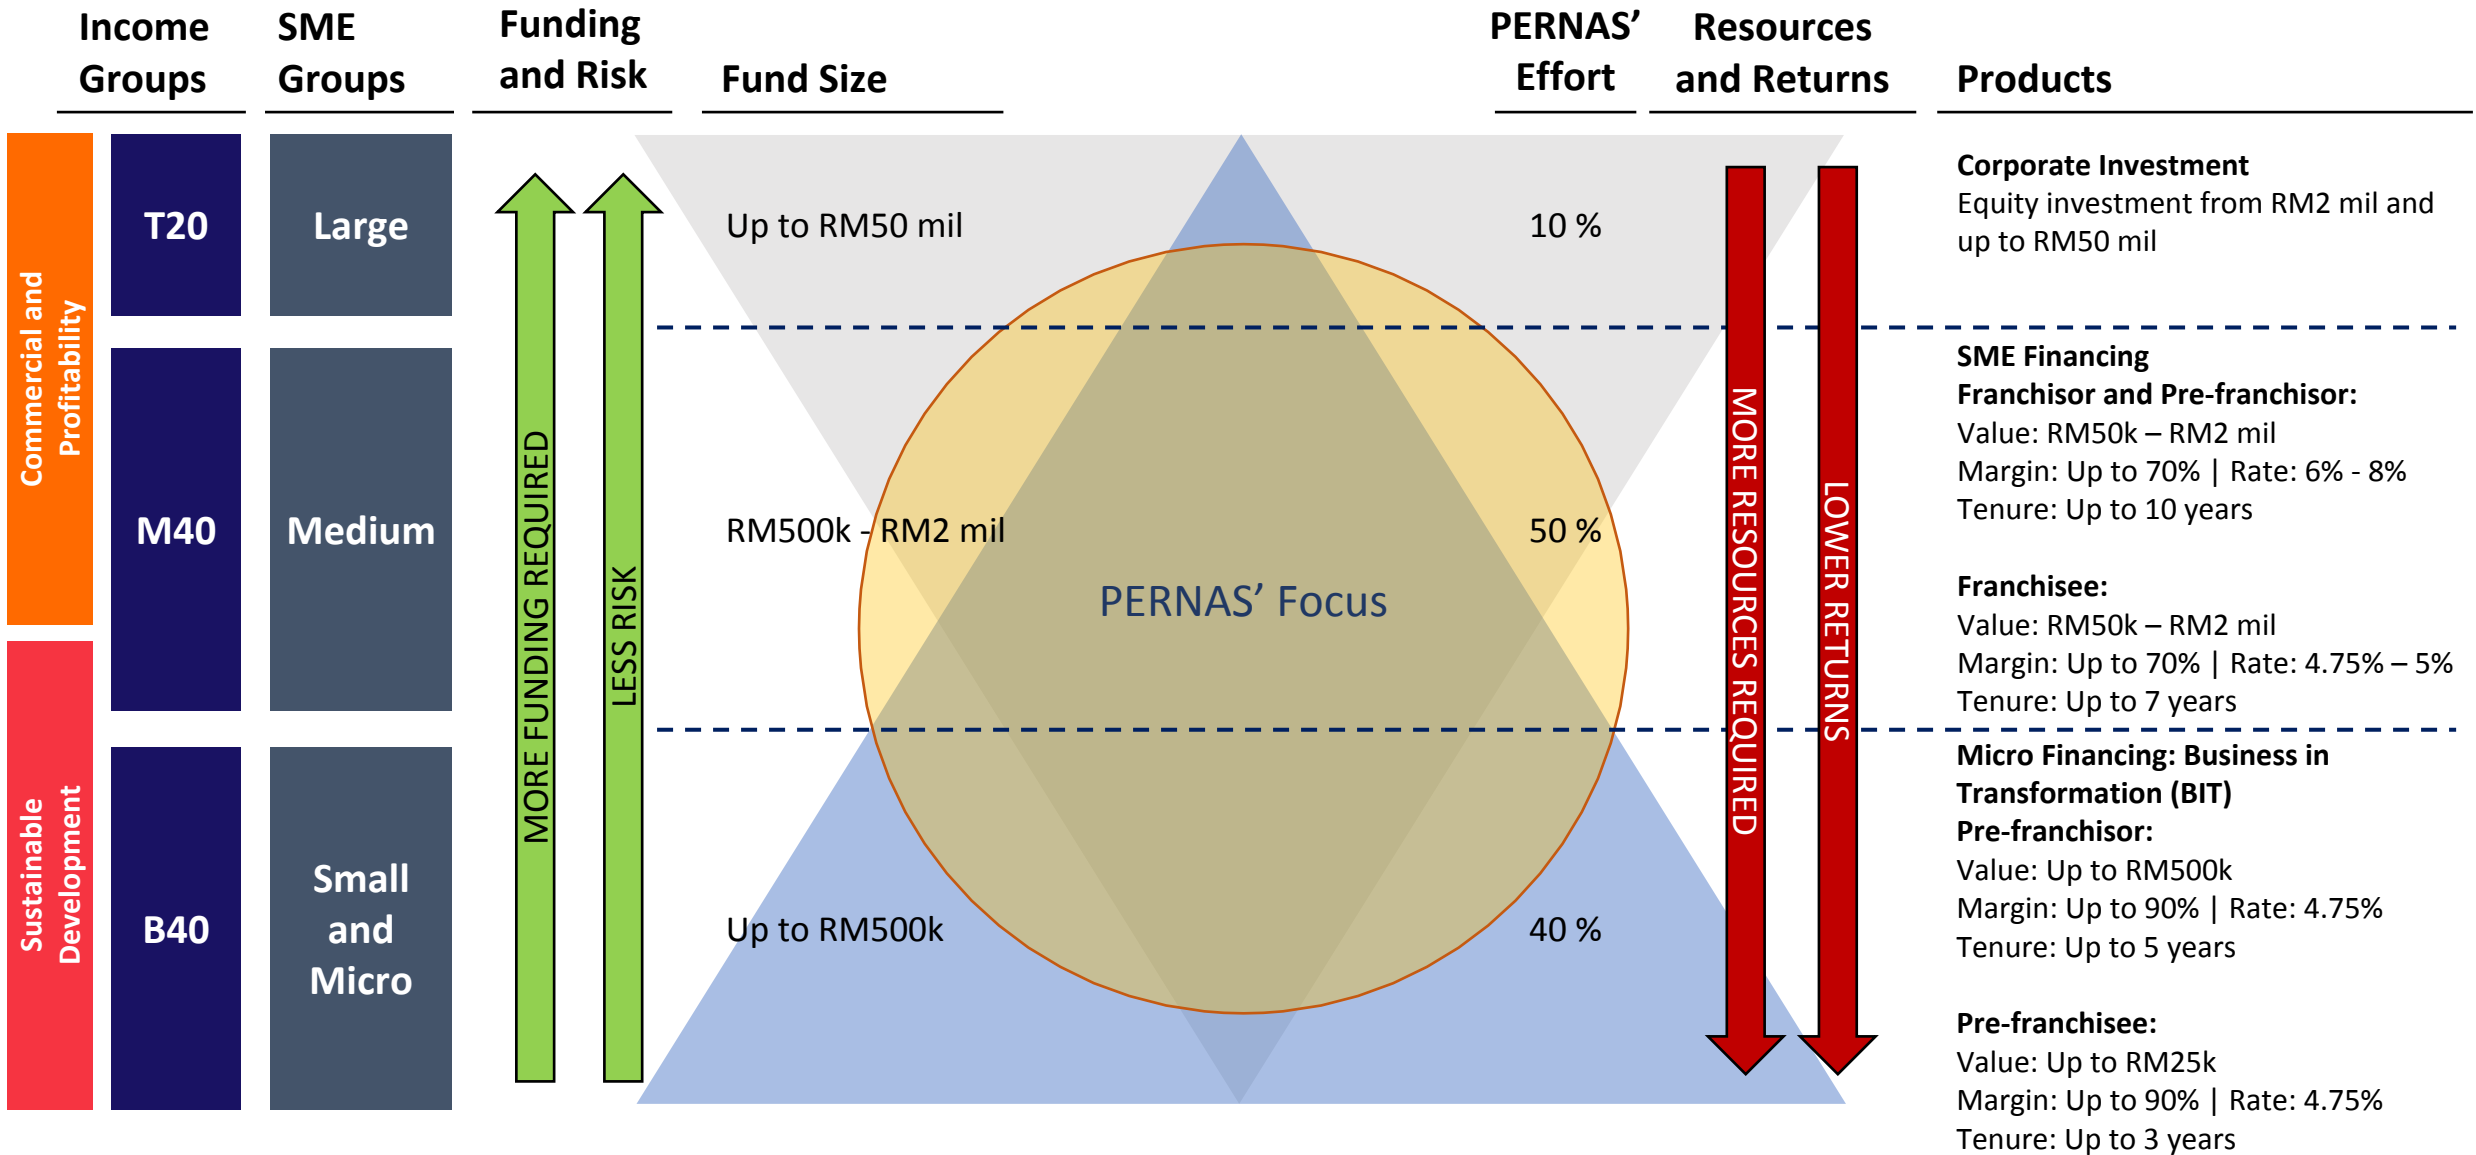 Income
Groups
SME
Groups
Funding
and Risk
Fund Size
PERNAS’
Effort
Resources
and Returns
Products
Commercial and
Profitability
Sustainable
Development
T20
Large
M40
Medium
B40
Small
and
Micro
MORE FUNDING REQUIRED
LESS RISK
Up to RM50 mil
10 %
RM500k - RM2 mil
50 %
PERNAS’ Focus
Up to RM500k
40 %
MORE RESOURCES REQUIRED
LOWER RETURNS
Corporate Investment
Equity investment from RM2 mil and
up to RM50 mil
SME Financing
Franchisor and Pre-franchisor:
Value: RM50k – RM2 mil
Margin: Up to 70% | Rate: 6% - 8%
Tenure: Up to 10 years
Franchisee:
Value: RM50k – RM2 mil
Margin: Up to 70% | Rate: 4.75% – 5%
Tenure: Up to 7 years
Micro Financing: Business in
Transformation (BIT)
Pre-franchisor:
Value: Up to RM500k
Margin: Up to 90% | Rate: 4.75%
Tenure: Up to 5 years
Pre-franchisee:
Value: Up to RM25k
Margin: Up to 90% | Rate: 4.75%
Tenure: Up to 3 years